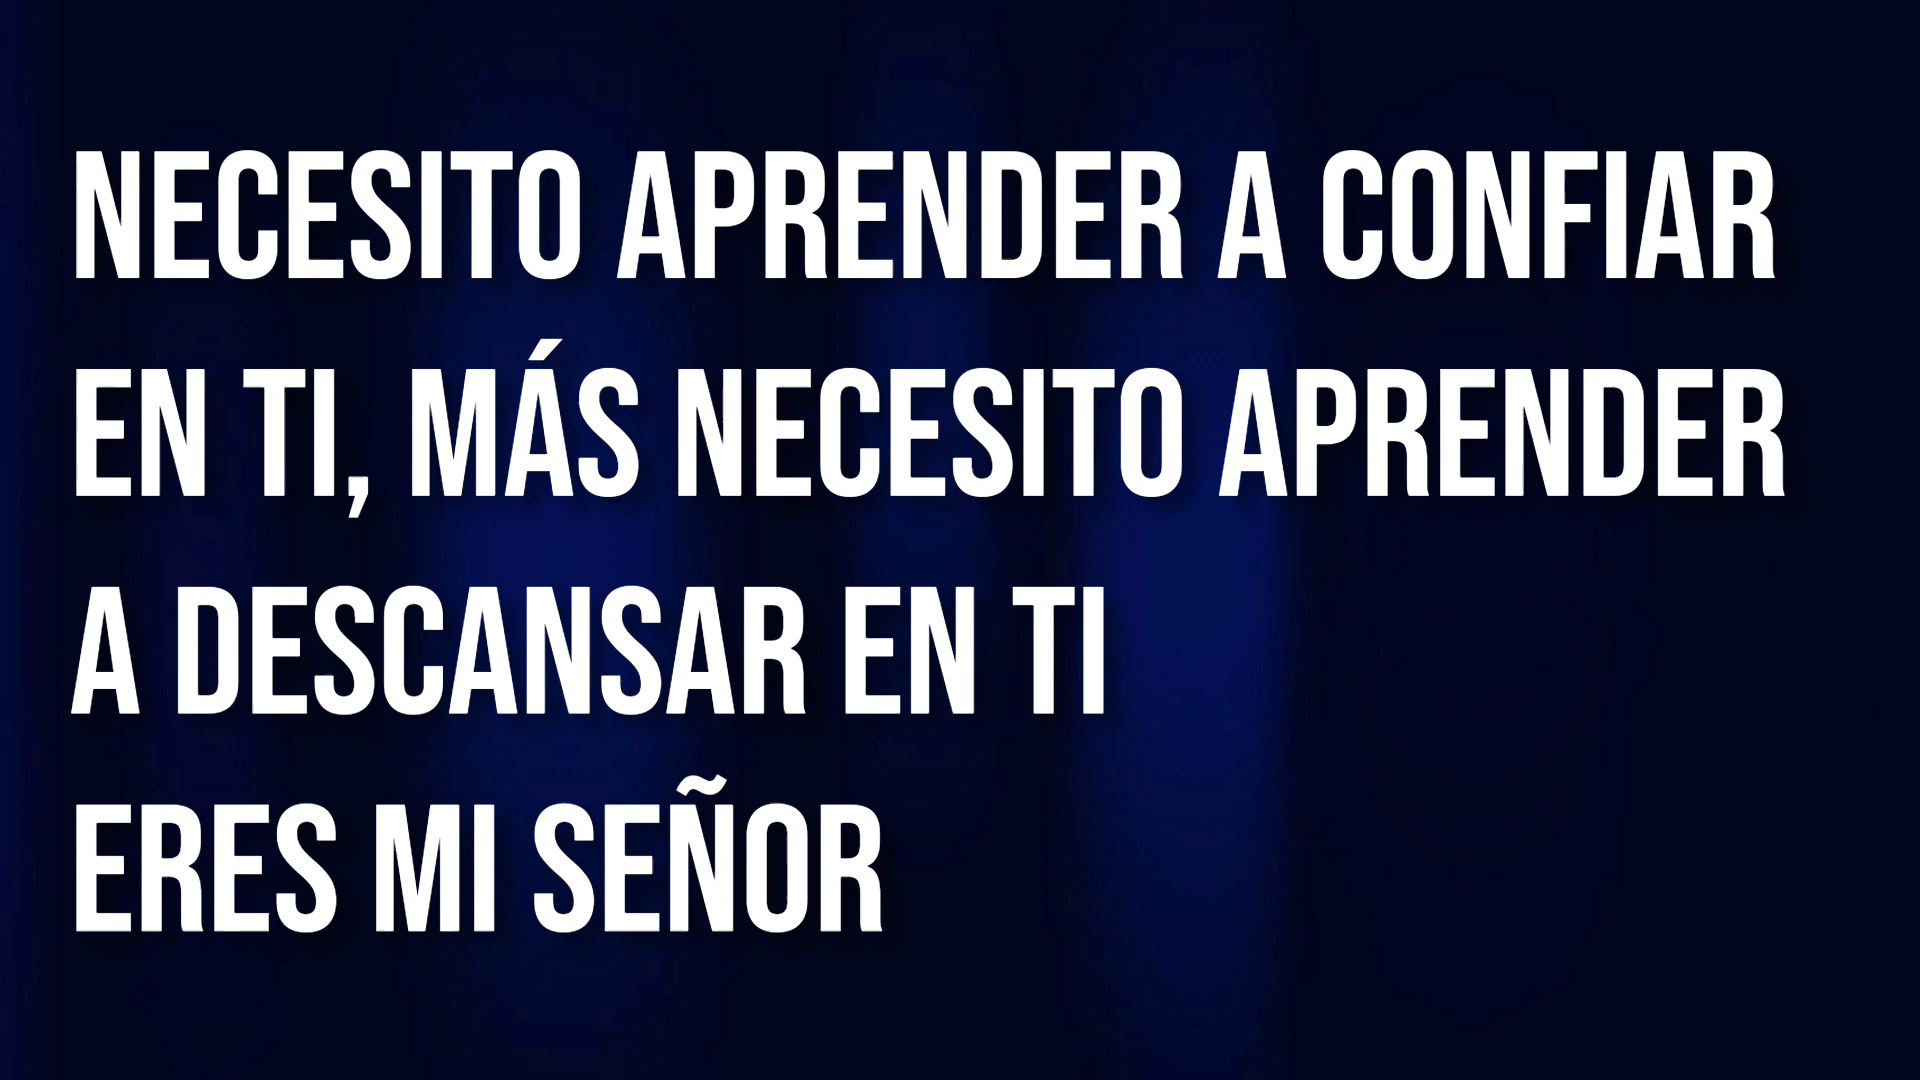 NECESITO APRENDER A CONFIAR
EN TI, MÁS NECESITO APRENDER
A DESCANSAR EN TI
ERES MI SEÑOR